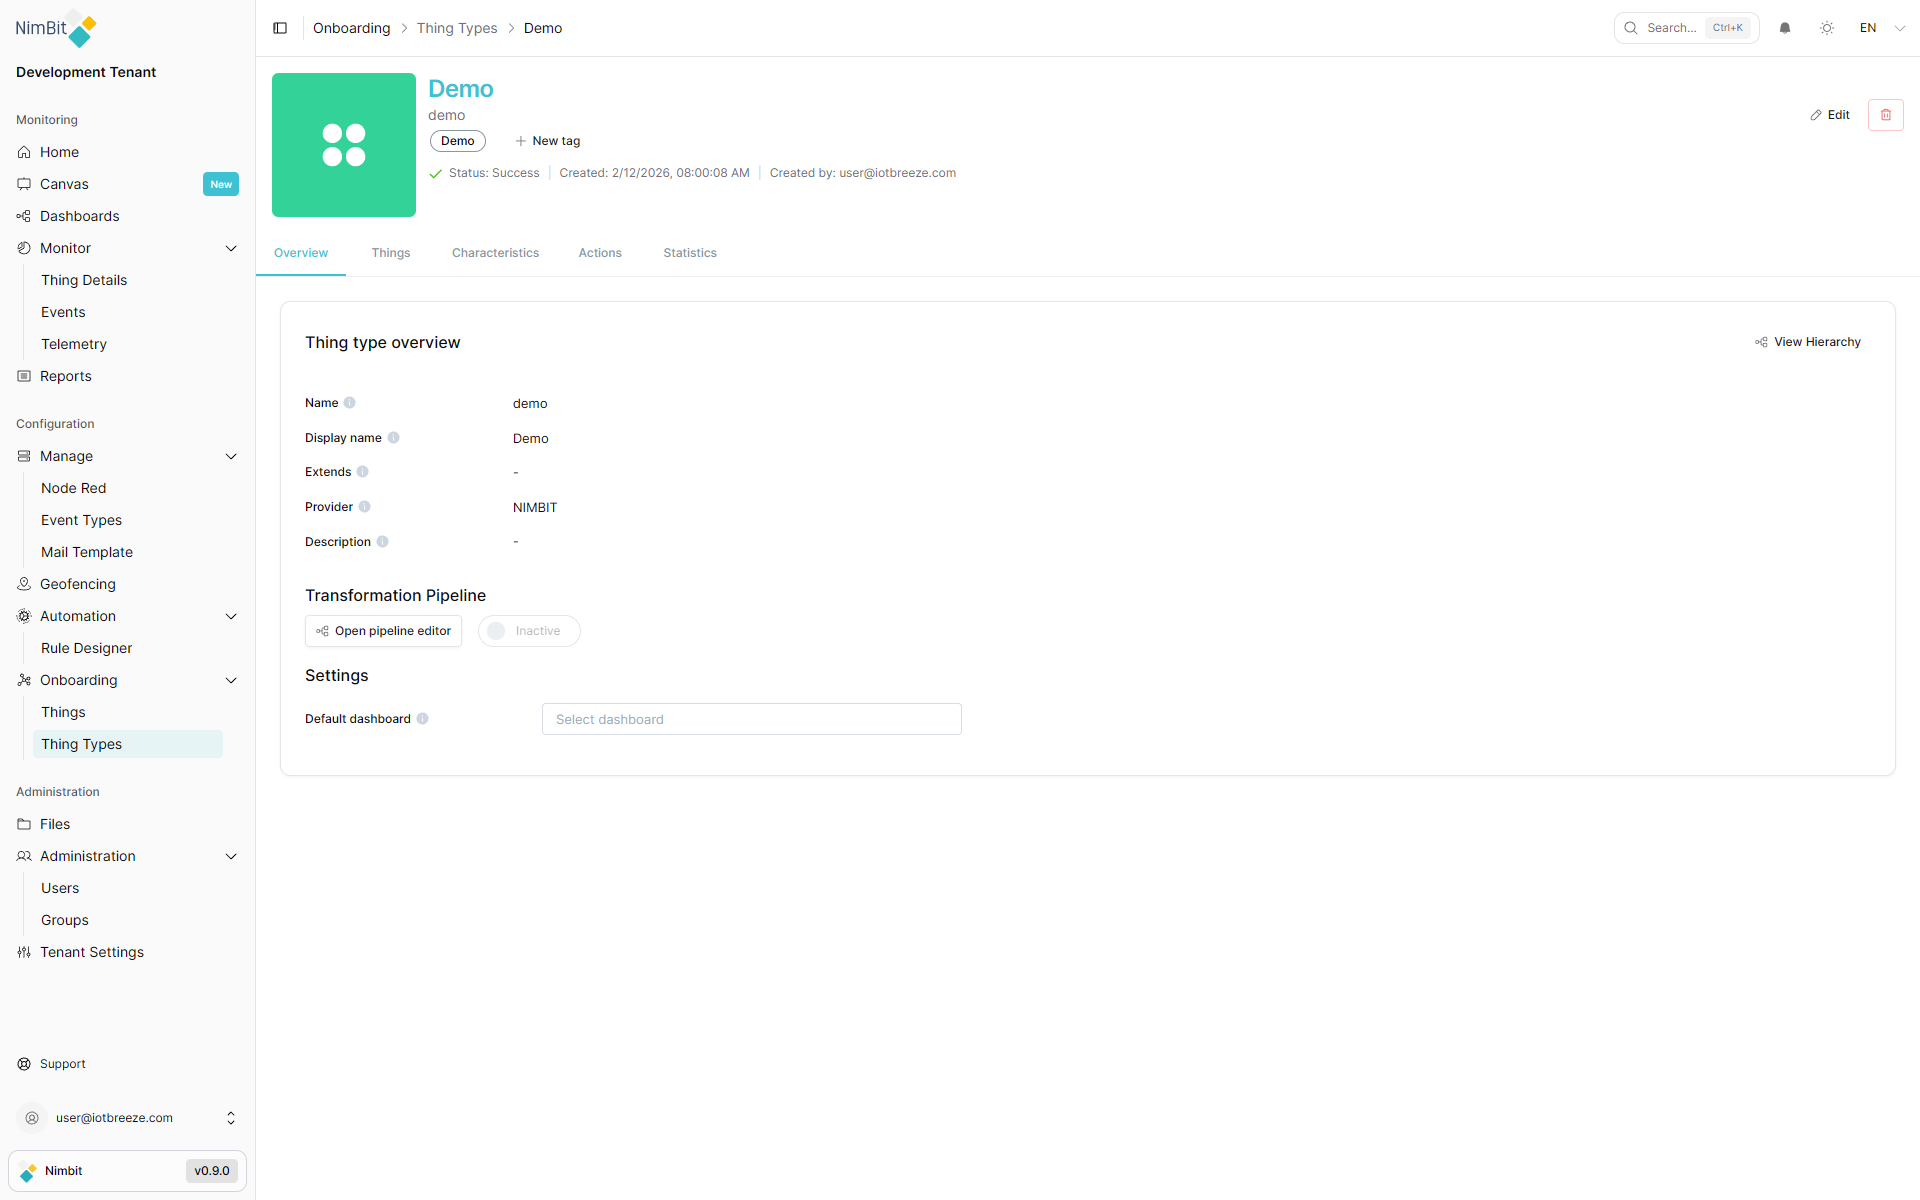 NimBit
Development Tenant
Monitoring
Home
Canvas New
Dashboards
Monitor
Thing Details
Events
Telemetry
Reports
Configuration
Manage
Node Red
Event Types
Mail Template
Geofencing
Automation
Rule Designer
Onboarding
Things
Thing Types
Administration
Files
Administration
Users
Groups
Tenant Settings
Support
user@iotbreeze.com
Nimbit v0.9.0
Onboarding Thing Types Demo
Search... Ctrl+K EN
Demo
demo
Demo New tag
Status: Success Created: 2/12/2026, 08:00:08 AM Created by: user@iotbreeze.com
Edit
Overview Things Characteristics Actions Statistics
Thing type overview View Hierarchy
Name demo
Display name Demo
Extends -
Provider NIMBIT
Description -
Transformation Pipeline
Open pipeline editor Inactive
Settings
Default dashboard Select dashboard